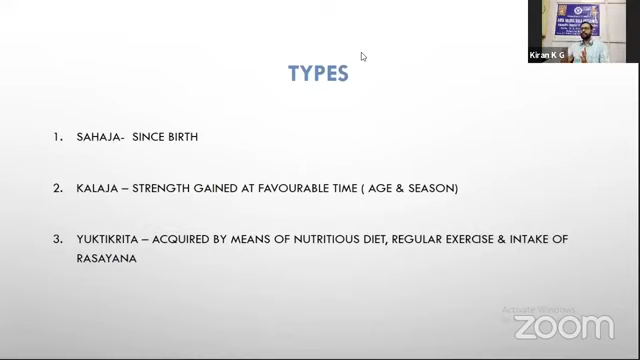 TYPES
1. SAHAJA- SINCE BIRTH
2. KALAJA – STRENGTH GAINED AT FAVOURABLE TIME ( AGE & SEASON)
3. YUKTIKRITA – ACQUIRED BY MEANS OF NUTRITIOUS DIET, REGULAR EXERCISE & INTAKE OF
RASAYANA
Kiran K G
Activate Windows
zoom